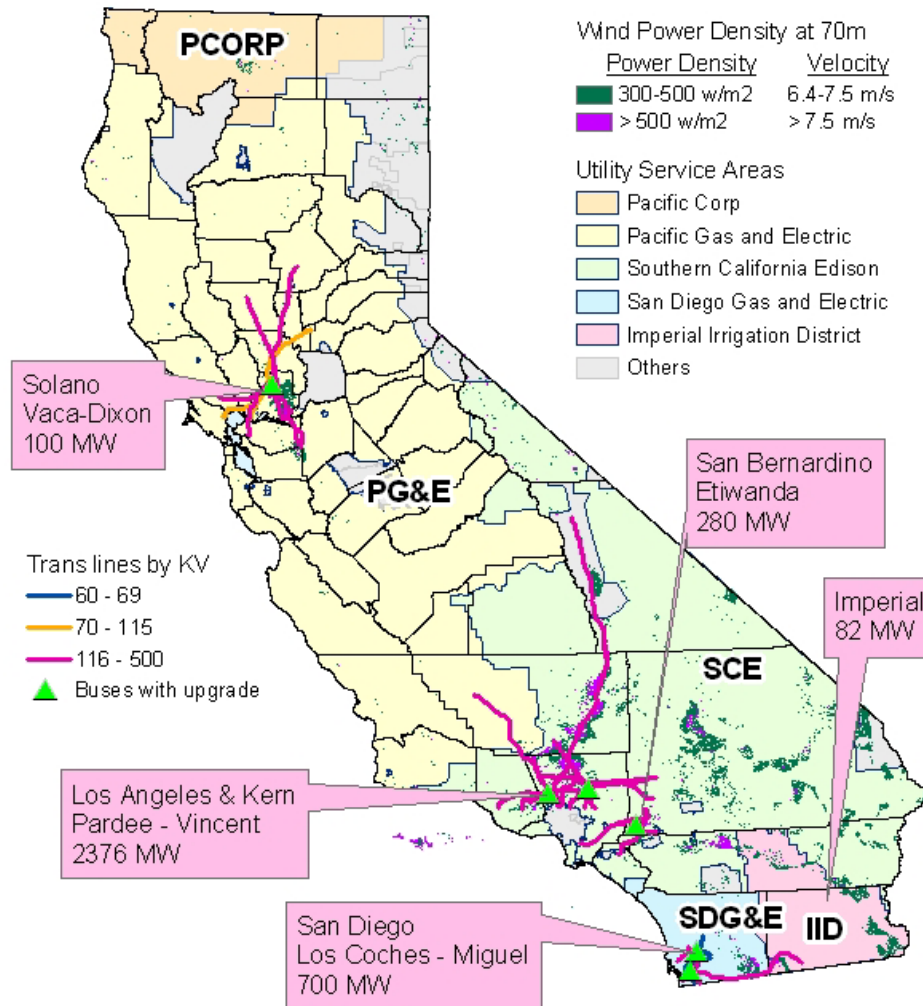 PCORP
Wind Power Density at 70m
Power Density Velocity
300-500 w/m2 6.4-7.5 m/s
> 500 w/m2 > 7.5 m/s
Utility Service Areas
Pacific Corp
Pacific Gas and Electric
Southern California Edison
San Diego Gas and Electric
Imperial Irrigation District
Others
Solano
Vaca-Dixon
100 MW
PG&E
San Bernardino
Etiwanda
280 MW
Trans lines by KV
60 - 69
70 - 115
116 - 500
Buses with upgrade
Imperial
82 MW
SCE
Los Angeles & Kern
Pardee - Vincent
2376 MW
San Diego
Los Coches - Miguel
700 MW
SDG&E
IID